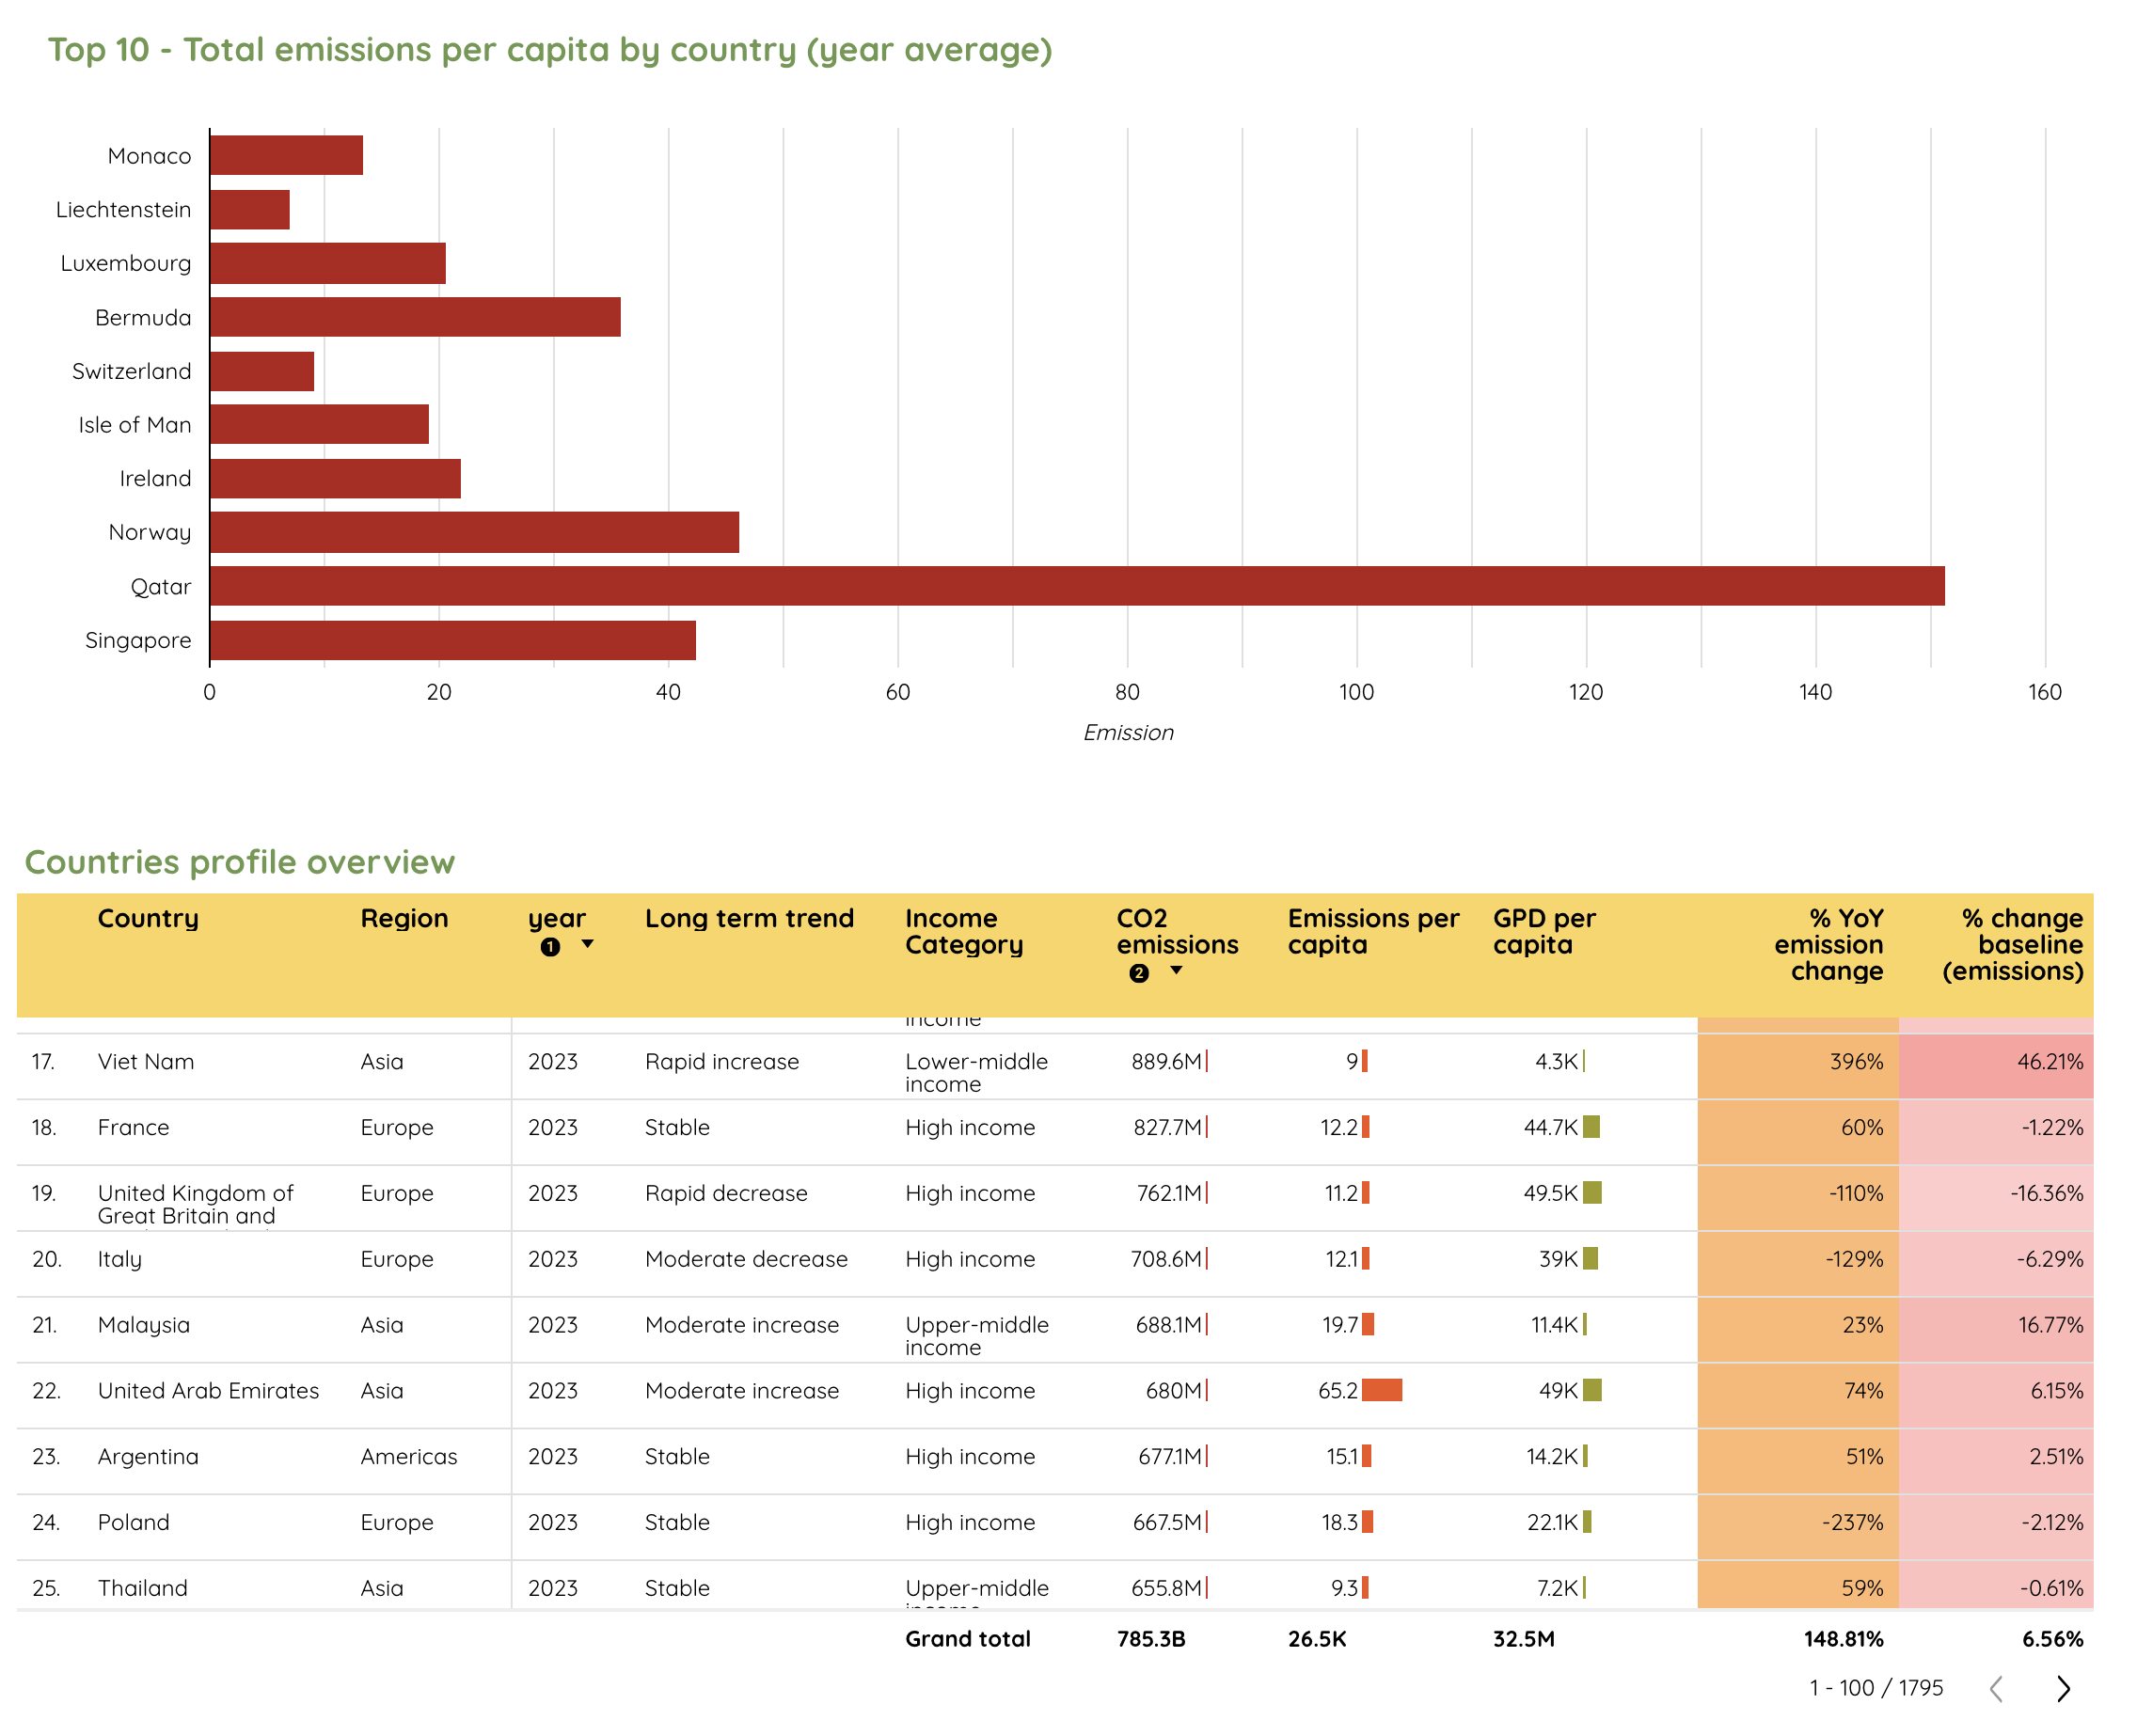 Top 10 - Total emissions per capita by country (year average)
Monaco
Liechtenstein
Luxembourg
Bermuda
Switzerland
Isle of Man
Ireland
Norway
Qatar
Singapore
0 20 40 60 80 100 120 140 160
Emission
Countries profile overview
Country Region year Long term trend Income CO2 Emissions per GPD per % YoY % change
1 Category emissions capita capita emission baseline
2 change (emissions)
income
17. Viet Nam Asia 2023 Rapid increase Lower-middle 889.6M 9 4.3K 396% 46.21%
income
18. France Europe 2023 Stable High income 827.7M 12.2 44.7K 60% -1.22%
19. United Kingdom of Europe 2023 Rapid decrease High income 762.1M 11.2 49.5K -110% -16.36%
Great Britain and
20. Italy Europe 2023 Moderate decrease High income 708.6M 12.1 39K -129% -6.29%
21. Malaysia Asia 2023 Moderate increase Upper-middle 688.1M 19.7 11.4K 23% 16.77%
income
22. United Arab Emirates Asia 2023 Moderate increase High income 680M 65.2 49K 74% 6.15%
23. Argentina Americas 2023 Stable High income 677.1M 15.1 14.2K 51% 2.51%
24. Poland Europe 2023 Stable High income 667.5M 18.3 22.1K -237% -2.12%
25. Thailand Asia 2023 Stable Upper-middle 655.8M 9.3 7.2K 59% -0.61%
Grand total 785.3B 26.5K 32.5M 148.81% 6.56%
1 - 100 / 1795